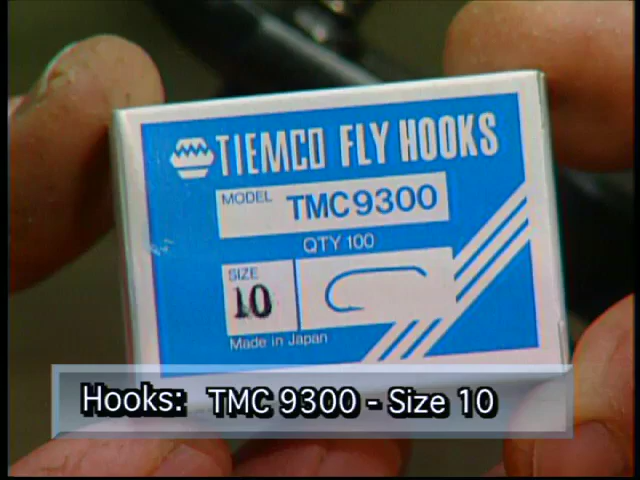 TIEMCO FLY HOOKS
MODEL TMC9300
QTY 100
SIZE
10
Made in Japan
Hooks: TMC 9300 - Size 10